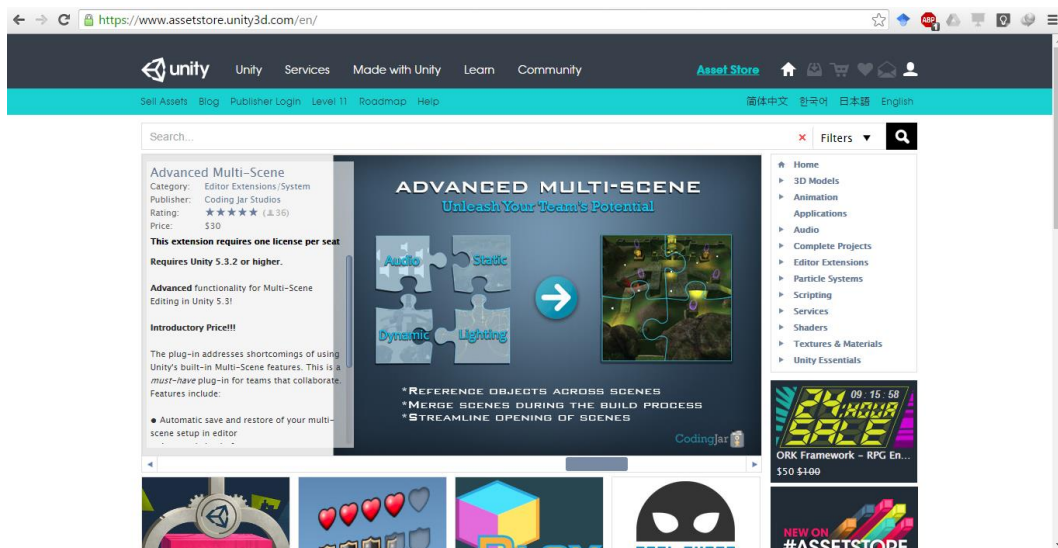 https://www.assetstore.unity3d.com/en/
ABP
1
unity
Unity Services Made with Unity Learn Community
Asset Store
Sell Assets Blog Publisher Login Level 11 Roadmap Help
简体中文 한국어 日本語 English
Search...
Filters
Advanced Multi-Scene
Category: Editor Extensions/System
Publisher: Coding Jar Studios
Rating: ★★★★★ (36)
Price: $30
This extension requires one license per seat
Requires Unity 5.3.2 or higher.
Advanced functionality for Multi-Scene
Editing in Unity 5.3!
Introductory Price!!!
The plug-in addresses shortcomings of using
Unity's built-in Multi-Scene features. This is a
must-have plug-in for teams that collaborate.
Features include:
● Automatic save and restore of your multi-
scene setup in editor
ADVANCED MULTI-SCENE
Unleash Your Team's Potential
Audio
Static
Dynamic
Lighting
*REFERENCE OBJECTS ACROSS SCENES
*MERGE SCENES DURING THE BUILD PROCESS
*STREAMLINE OPENING OF SCENES
CodingJar
Home
3D Models
Animation
Applications
Audio
Complete Projects
Editor Extensions
Particle Systems
Scripting
Services
Shaders
Textures & Materials
Unity Essentials
09:15:58
24 HOUR
SALE
ORK Framework - RPG En...
$50 $100
NEW ON
#ASSETSTORE